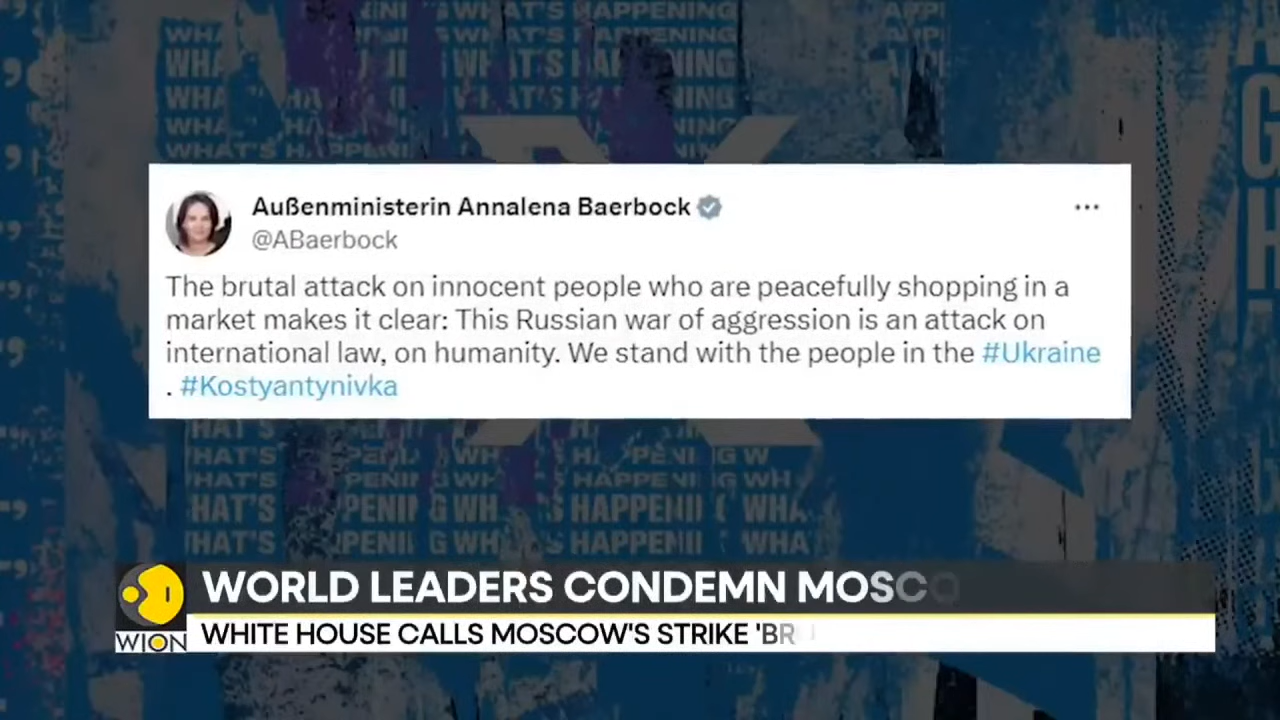 Außenministerin Annalena Baerbock
@ABaerbock
The brutal attack on innocent people who are peacefully shopping in a
market makes it clear: This Russian war of aggression is an attack on
international law, on humanity. We stand with the people in the #Ukraine
. #Kostyantynivka
WORLD LEADERS CONDEMN MOSCO
WHITE HOUSE CALLS MOSCOW'S STRIKE 'BR
WION